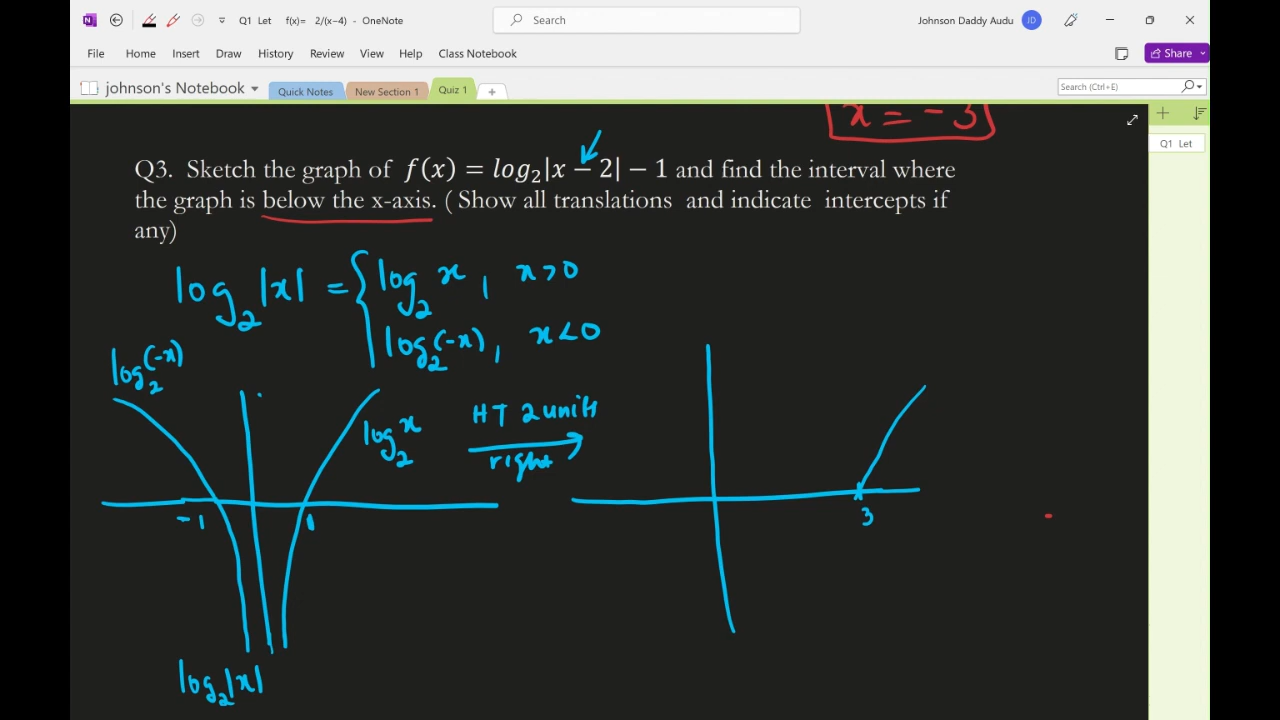 Q1 Let f(x)= 2/(x−4) - OneNote
Search
Johnson Daddy Audu
JD
File Home Insert Draw History Review View Help Class Notebook
Share
johnson's Notebook
Quick Notes
New Section 1
Quiz 1
+
Search (Ctrl+E)
Q1 Let
x = -3
Q3. Sketch the graph of f(x) = log₂|x − 2| − 1 and find the interval where
the graph is below the x-axis. ( Show all translations and indicate intercepts if
any)
log₂|x| = { log₂ x , x > 0
log₂(-x) , x < 0
log₂(-x)
log₂ x
HT 2 units
right
-1
1
3
log₂|x|